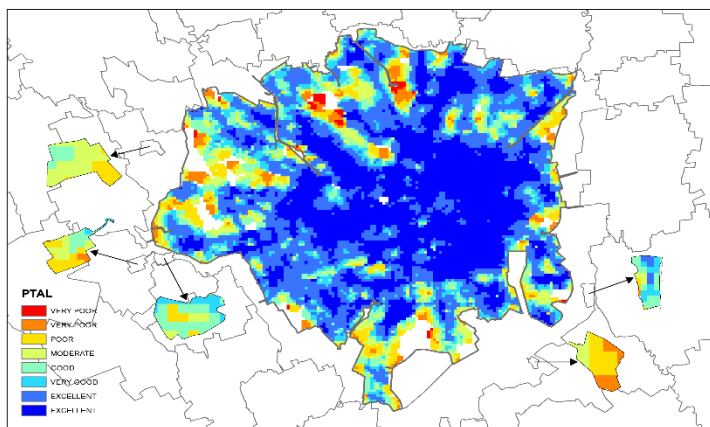 PTAL
VERY POOR
VERY POOR
POOR
MODERATE
GOOD
VERY GOOD
EXCELLENT
EXCELLENT